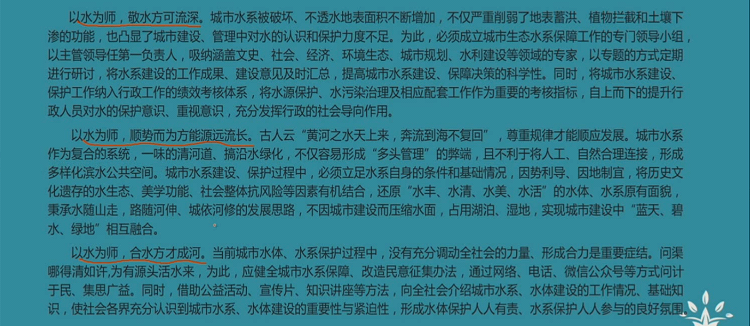 以水为师，敬水方可流深。城市水系被破坏、不透水地表面积不断增加，不仅严重削弱了地表蓄洪、植物拦截和土壤下
渗的功能，也凸显了城市建设、管理中对水的认识和保护力度不足。为此，必须成立城市生态水系保障工作的专门领导小组，
以主管领导任第一负责人，吸纳涵盖文史、社会、经济、环境生态、城市规划、水利建设等领域的专家，以专题的方式定期
进行研讨，将水系建设的工作成果、建设意见及时汇总，提高城市水系建设、保障决策的科学性。同时，将城市水系建设、
保护工作纳入行政工作的绩效考核体系，将水源保护、水污染治理及相应配套工作作为重要的考核指标，自上而下的提升行
政人员对水的保护意识、重视意识，充分发挥行政的社会导向作用。
以水为师，顺势而为方能源远流长。古人云“黄河之水天上来，奔流到海不复回”，尊重规律才能顺应发展。城市水系
作为复合的系统，一味的清河道、搞沿水绿化，不仅容易形成“多头管理”的弊端，且不利于将人工、自然合理连接，形成
多样化滨水公共空间。城市水系建设、保护过程中，必须立足水系自身的条件和基础情况，因势利导、因地制宜，将历史文
化遗存的水生态、美学功能、社会整体抗风险等因素有机结合，还原“水丰、水清、水美、水活”的水体、水系原有面貌，
秉承水随山走，路随河伸、城依河修的发展思路，不因城市建设而压缩水面，占用湖泊、湿地，实现城市建设中“蓝天、碧
水、绿地”相互融合。
以水为师，合水方才成河。当前城市水体、水系保护过程中，没有充分调动全社会的力量、形成合力是重要症结。问渠
哪得清如许,为有源头活水来，为此，应健全城市水系保障、改造民意征集办法，通过网络、电话、微信公众号等方式问计
于民、集思广益。同时，借助公益活动、宣传片、知识讲座等方法，向全社会介绍城市水系、水体建设的工作情况、基础知
识，使社会各界充分认识到城市水系、水体建设的重要性与紧迫性，形成水体保护人人有责、水系保护人人参与的良好氛围。